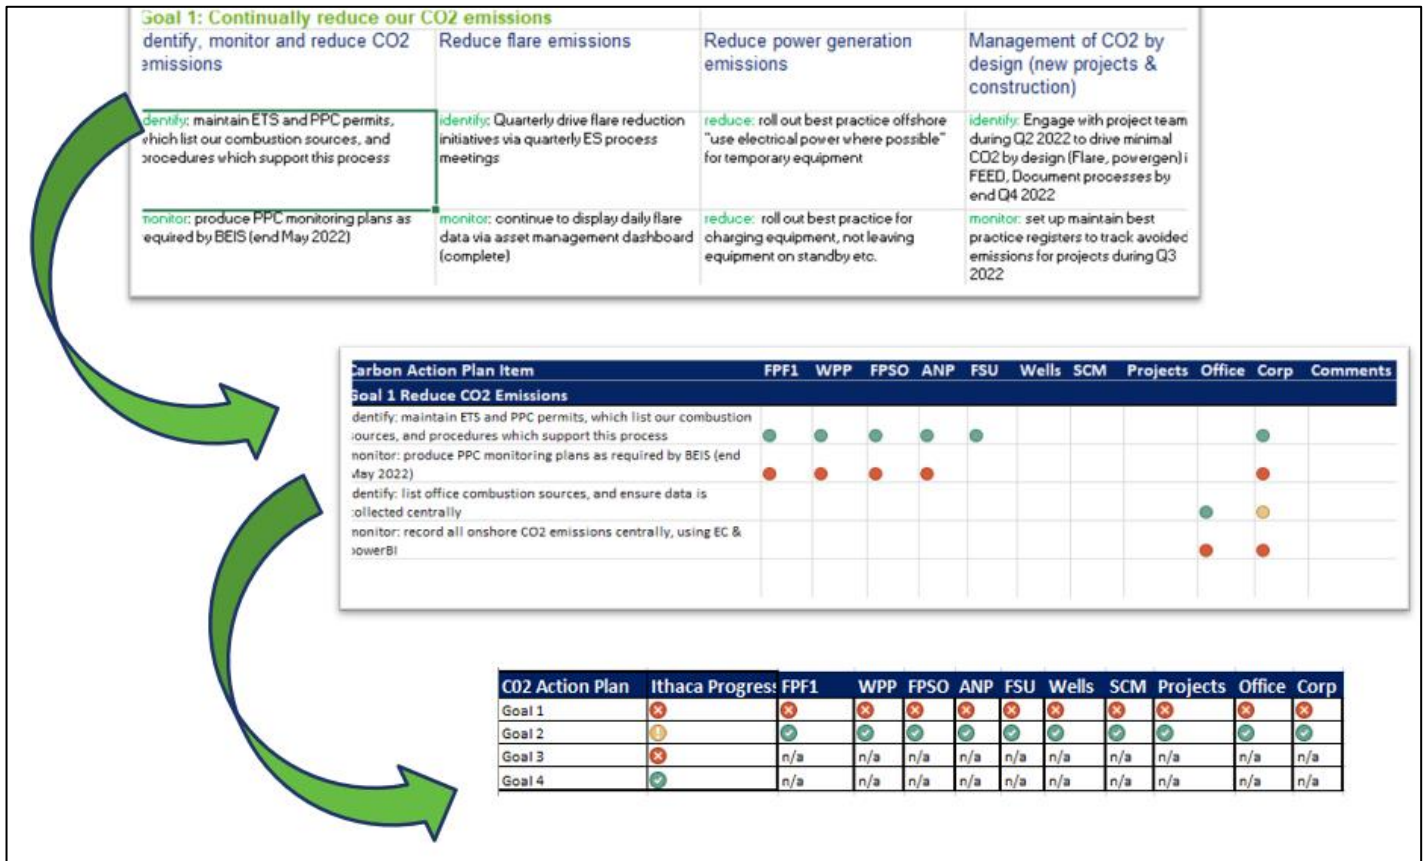 Goal 1: Continually reduce our CO2 emissions
dentify, monitor and reduce CO2
emissions
Reduce flare emissions
Reduce power generation
emissions
Management of CO2 by
design (new projects &
construction)
dentify: maintain ETS and PPC permits,
which list our combustion sources, and
procedures which support this process
identify: Quarterly drive flare reduction
initiatives via quarterly ES process
meetings
reduce: roll out best practice offshore
"use electrical power where possible"
for temporary equipment
identify: Engage with project team
during Q2 2022 to drive minimal
CO2 by design (Flare, powergen) i
FEED, Document processes by
end Q4 2022
monitor: produce PPC monitoring plans as
required by BEIS (end May 2022)
monitor: continue to display daily flare
data via asset management dashboard
(complete)
reduce: roll out best practice for
charging equipment, not leaving
equipment on standby etc.
monitor: set up maintain best
practice registers to track avoided
emissions for projects during Q3
2022
Carbon Action Plan Item FPF1 WPP FPSO ANP FSU Wells SCM Projects Office Corp Comments
Goal 1 Reduce CO2 Emissions
dentify: maintain ETS and PPC permits, which list our combustion
sources, and procedures which support this process
monitor: produce PPC monitoring plans as required by BEIS (end
May 2022)
dentify: list office combustion sources, and ensure data is
collected centrally
monitor: record all onshore CO2 emissions centrally, using EC &
powerBI
C02 Action Plan Ithaca Progress FPF1 WPP FPSO ANP FSU Wells SCM Projects Office Corp
Goal 1
Goal 2
Goal 3 n/a n/a n/a n/a n/a n/a n/a n/a n/a n/a
Goal 4 n/a n/a n/a n/a n/a n/a n/a n/a n/a n/a